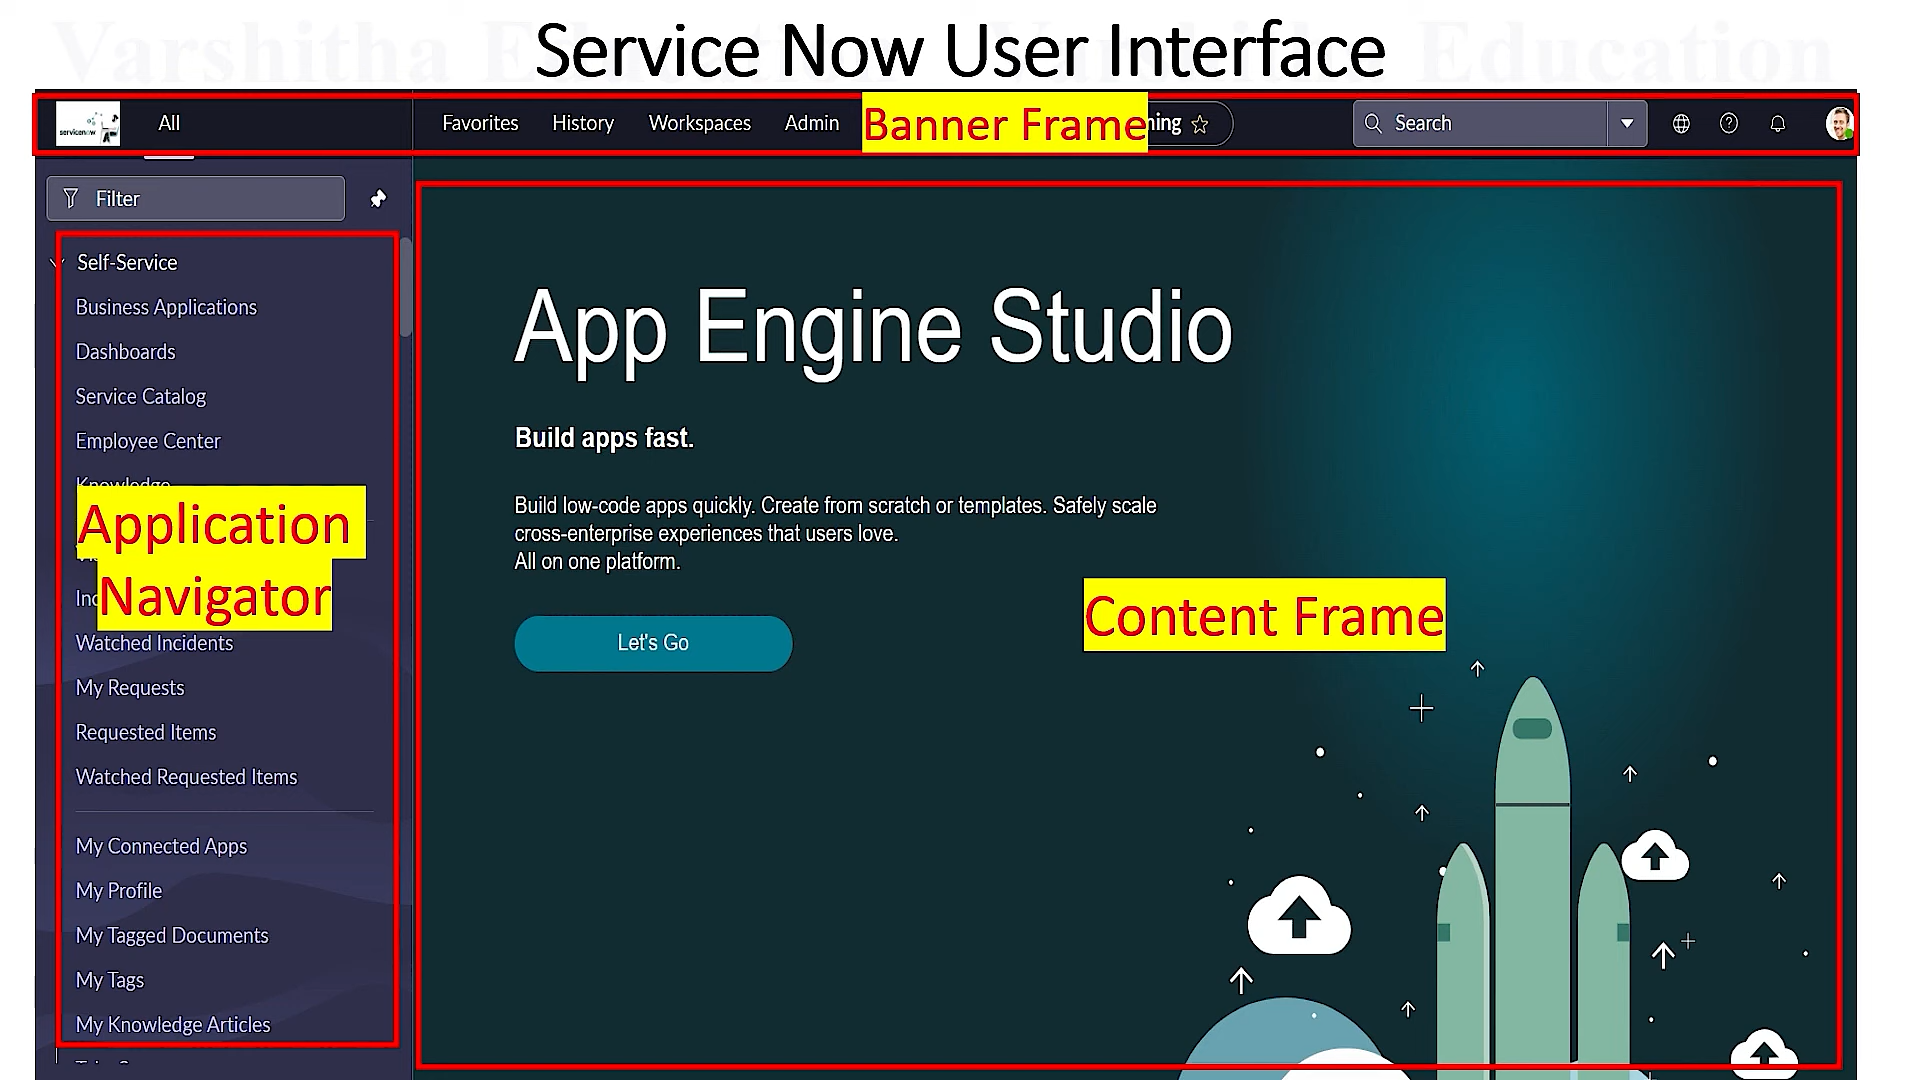 Service Now User Interface
servicenow
All
Favorites
History
Workspaces
Admin
Banner Frame
Search
Filter
Self-Service
Business Applications
Dashboards
Service Catalog
Employee Center
Knowledge
Application
Navigator
Watched Incidents
My Requests
Requested Items
Watched Requested Items
My Connected Apps
My Profile
My Tagged Documents
My Tags
My Knowledge Articles
App Engine Studio
Build apps fast.
Build low-code apps quickly. Create from scratch or templates. Safely scale
cross-enterprise experiences that users love.
All on one platform.
Let's Go
Content Frame
Varshitha Education